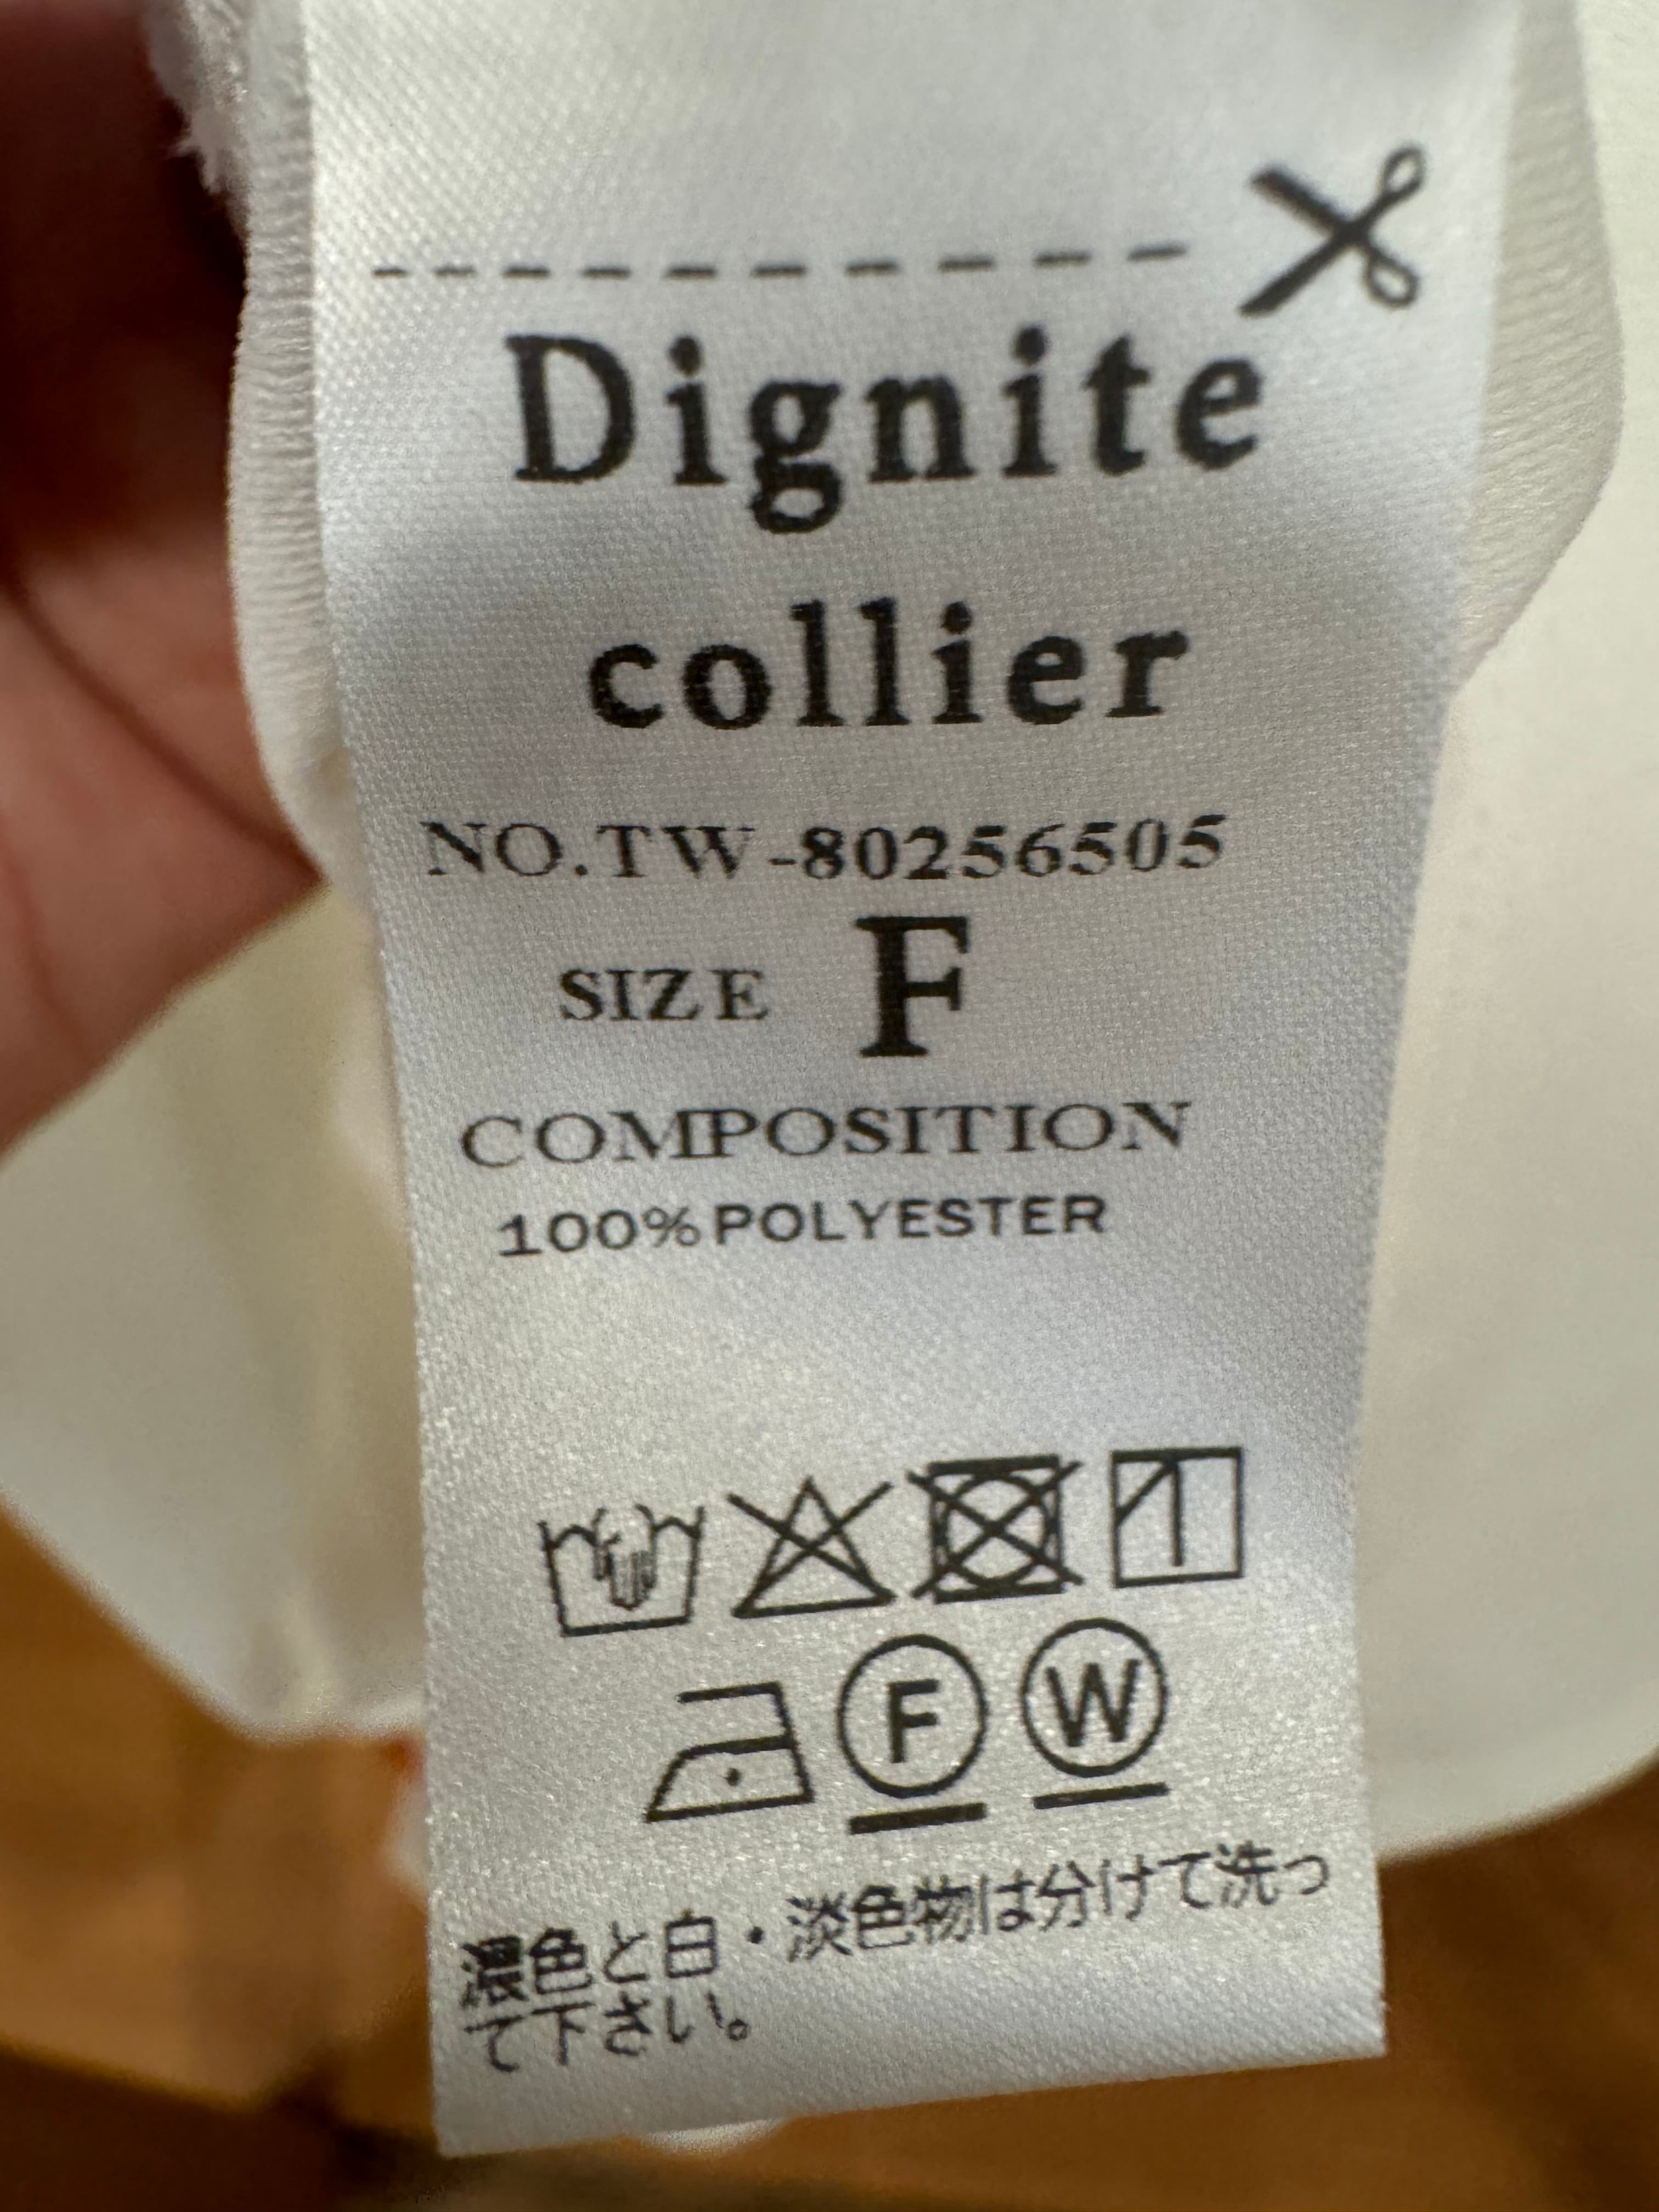 Dignite
collier
NO.TW-80256505
SIZE F
COMPOSITION
100%POLYESTER
F W
濃色と白・淡色物は分けて洗っ
て下さい。